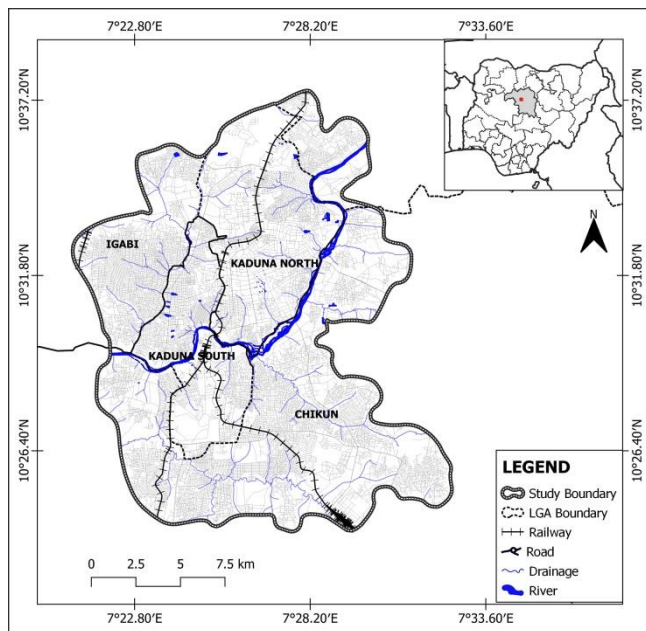 7°22.80′E 7°28.20′E 7°33.60′E
10°37.20′N 10°37.20′N
N
IGABI
KADUNA NORTH
10°31.80′N 10°31.80′N
KADUNA SOUTH
CHIKUN
10°26.40′N 10°26.40′N
LEGEND
Study Boundary
LGA Boundary
Railway
Road
Drainage
River
0 2.5 5 7.5 km
7°22.80′E 7°28.20′E 7°33.60′E